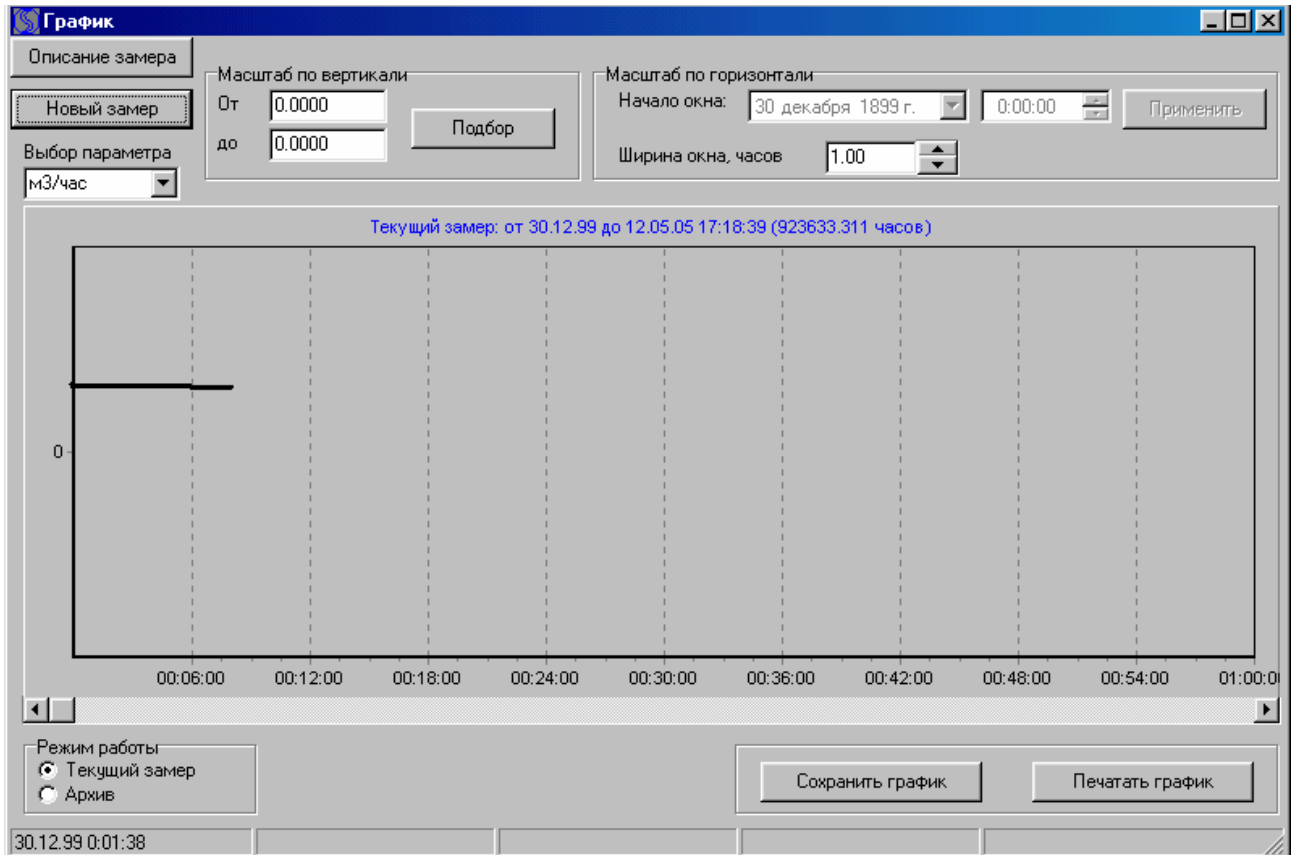 График
Описание замера
Новый замер
Выбор параметра
м3/час
Масштаб по вертикали
От 0.0000
до 0.0000
Подбор
Масштаб по горизонтали
Начало окна: 30 декабря 1899 г. 0:00:00 Применить
Ширина окна, часов 1.00
Текущий замер: от 30.12.99 до 12.05.05 17:18:39 (923633.311 часов)
0
00:06:00 00:12:00 00:18:00 00:24:00 00:30:00 00:36:00 00:42:00 00:48:00 00:54:00 01:00:0
Режим работы
Текущий замер
Архив
Сохранить график
Печатать график
30.12.99 0:01:38